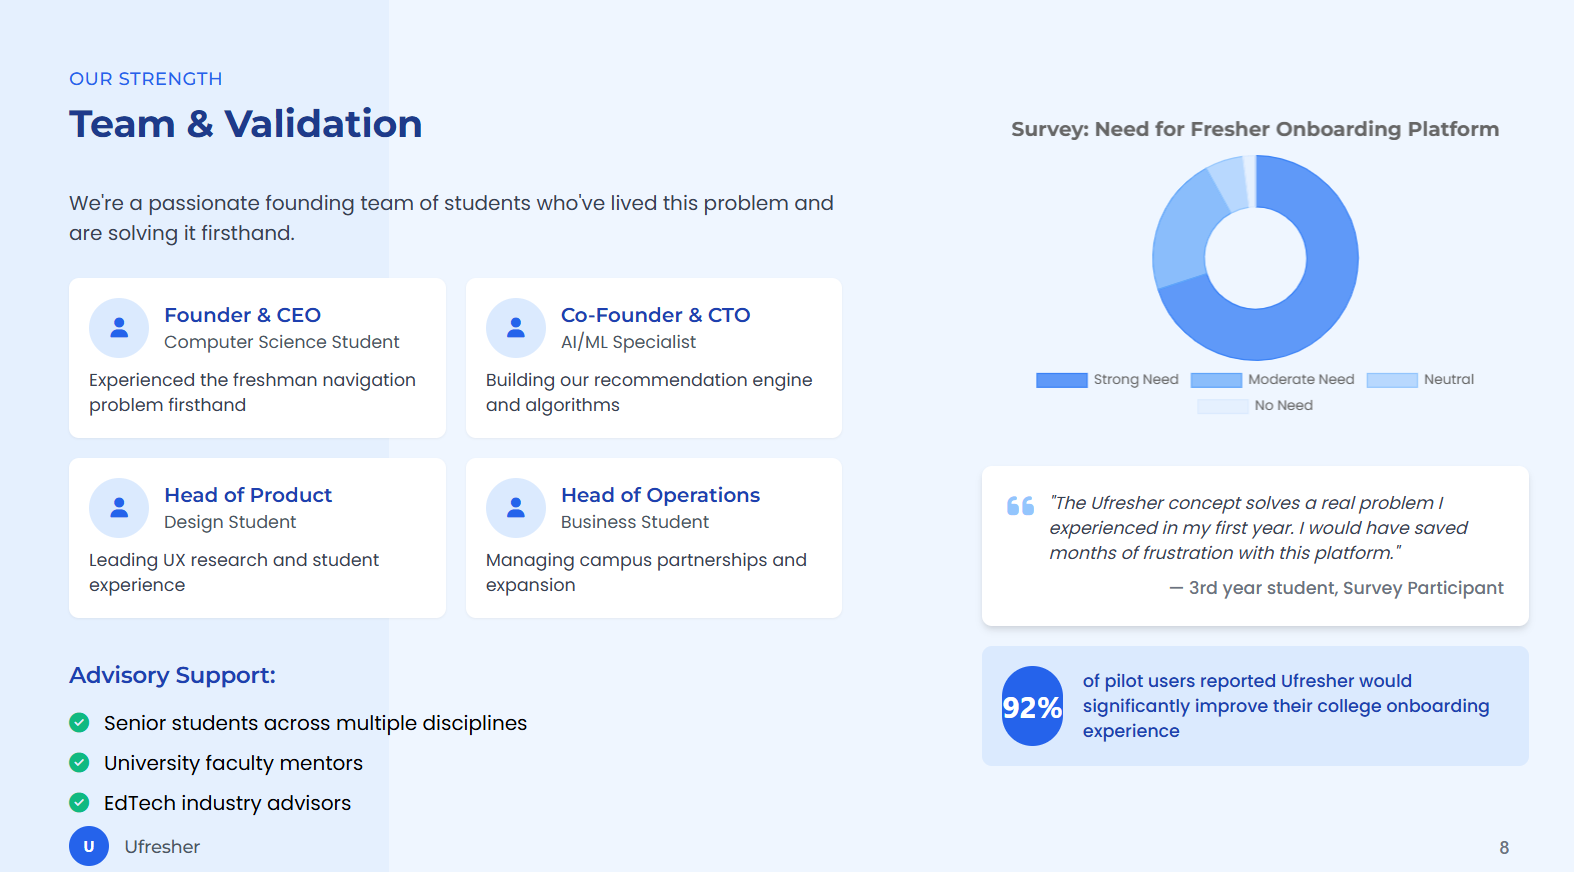 OUR STRENGTH
Team & Validation
We're a passionate founding team of students who've lived this problem and
are solving it firsthand.
Founder & CEO
Computer Science Student
Experienced the freshman navigation
problem firsthand
Co-Founder & CTO
AI/ML Specialist
Building our recommendation engine
and algorithms
Head of Product
Design Student
Leading UX research and student
experience
Head of Operations
Business Student
Managing campus partnerships and
expansion
Advisory Support:
Senior students across multiple disciplines
University faculty mentors
EdTech industry advisors
Survey: Need for Fresher Onboarding Platform
Strong Need Moderate Need Neutral
No Need
"The Ufresher concept solves a real problem I
experienced in my first year. I would have saved
months of frustration with this platform."
— 3rd year student, Survey Participant
92%
of pilot users reported Ufresher would
significantly improve their college onboarding
experience
U Ufresher
8